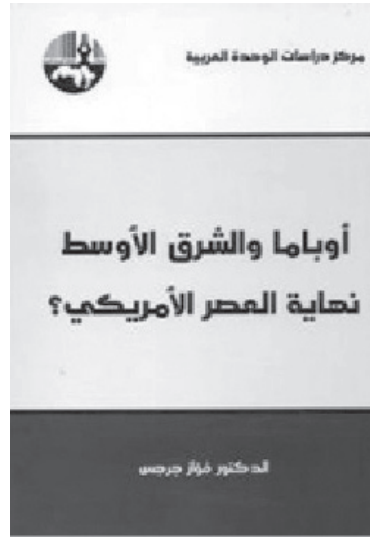 مركز دراسات الوحدة العربية
أوباما والشرق الأوسط
نهاية العصر الأمريكي؟
الدكتور فواز جرجس